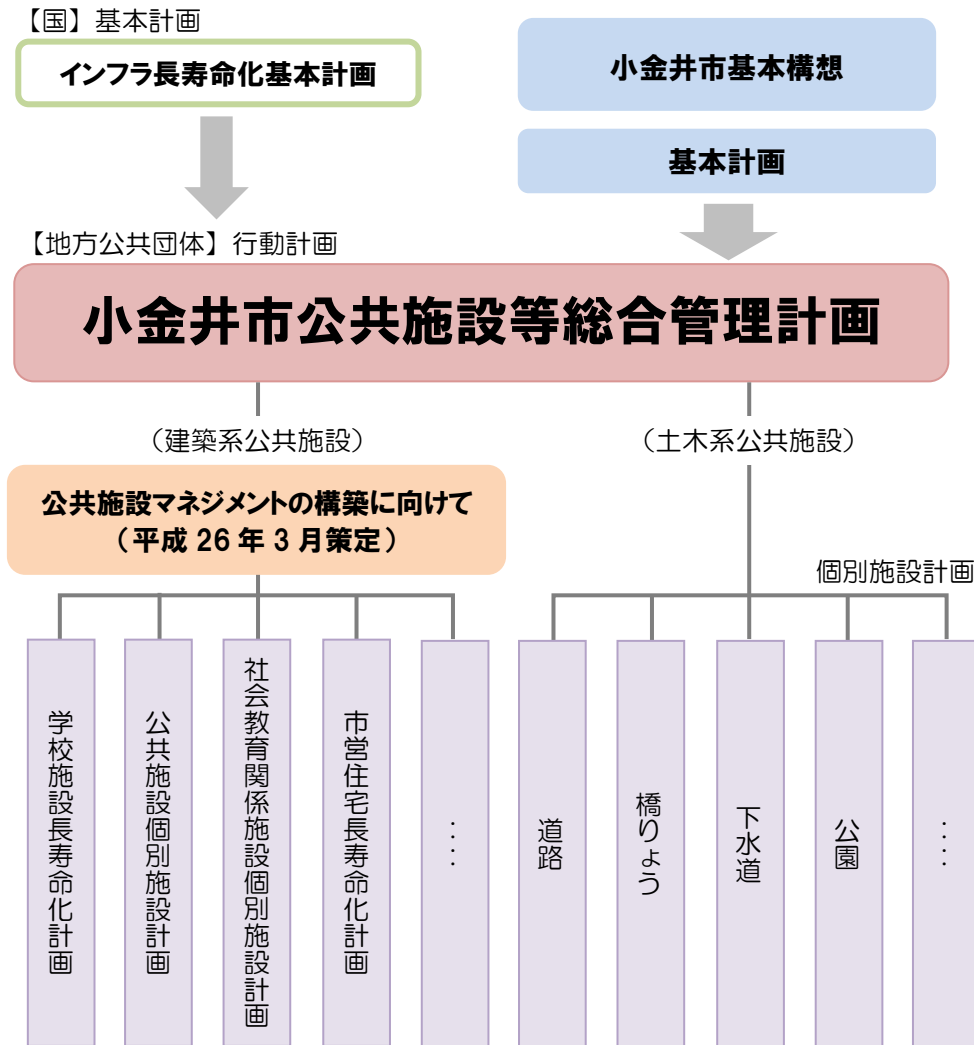 【国】基本計画
インフラ長寿命化基本計画
小金井市基本構想
基本計画
【地方公共団体】行動計画
小金井市公共施設等総合管理計画
（建築系公共施設）
（土木系公共施設）
公共施設マネジメントの構築に向けて
（平成 26 年 3 月策定）
個別施設計画
学校施設長寿命化計画
公共施設個別施設計画
社会教育関係施設個別施設計画
市営住宅長寿命化計画
‥‥
道路
橋りょう
下水道
公園
‥‥